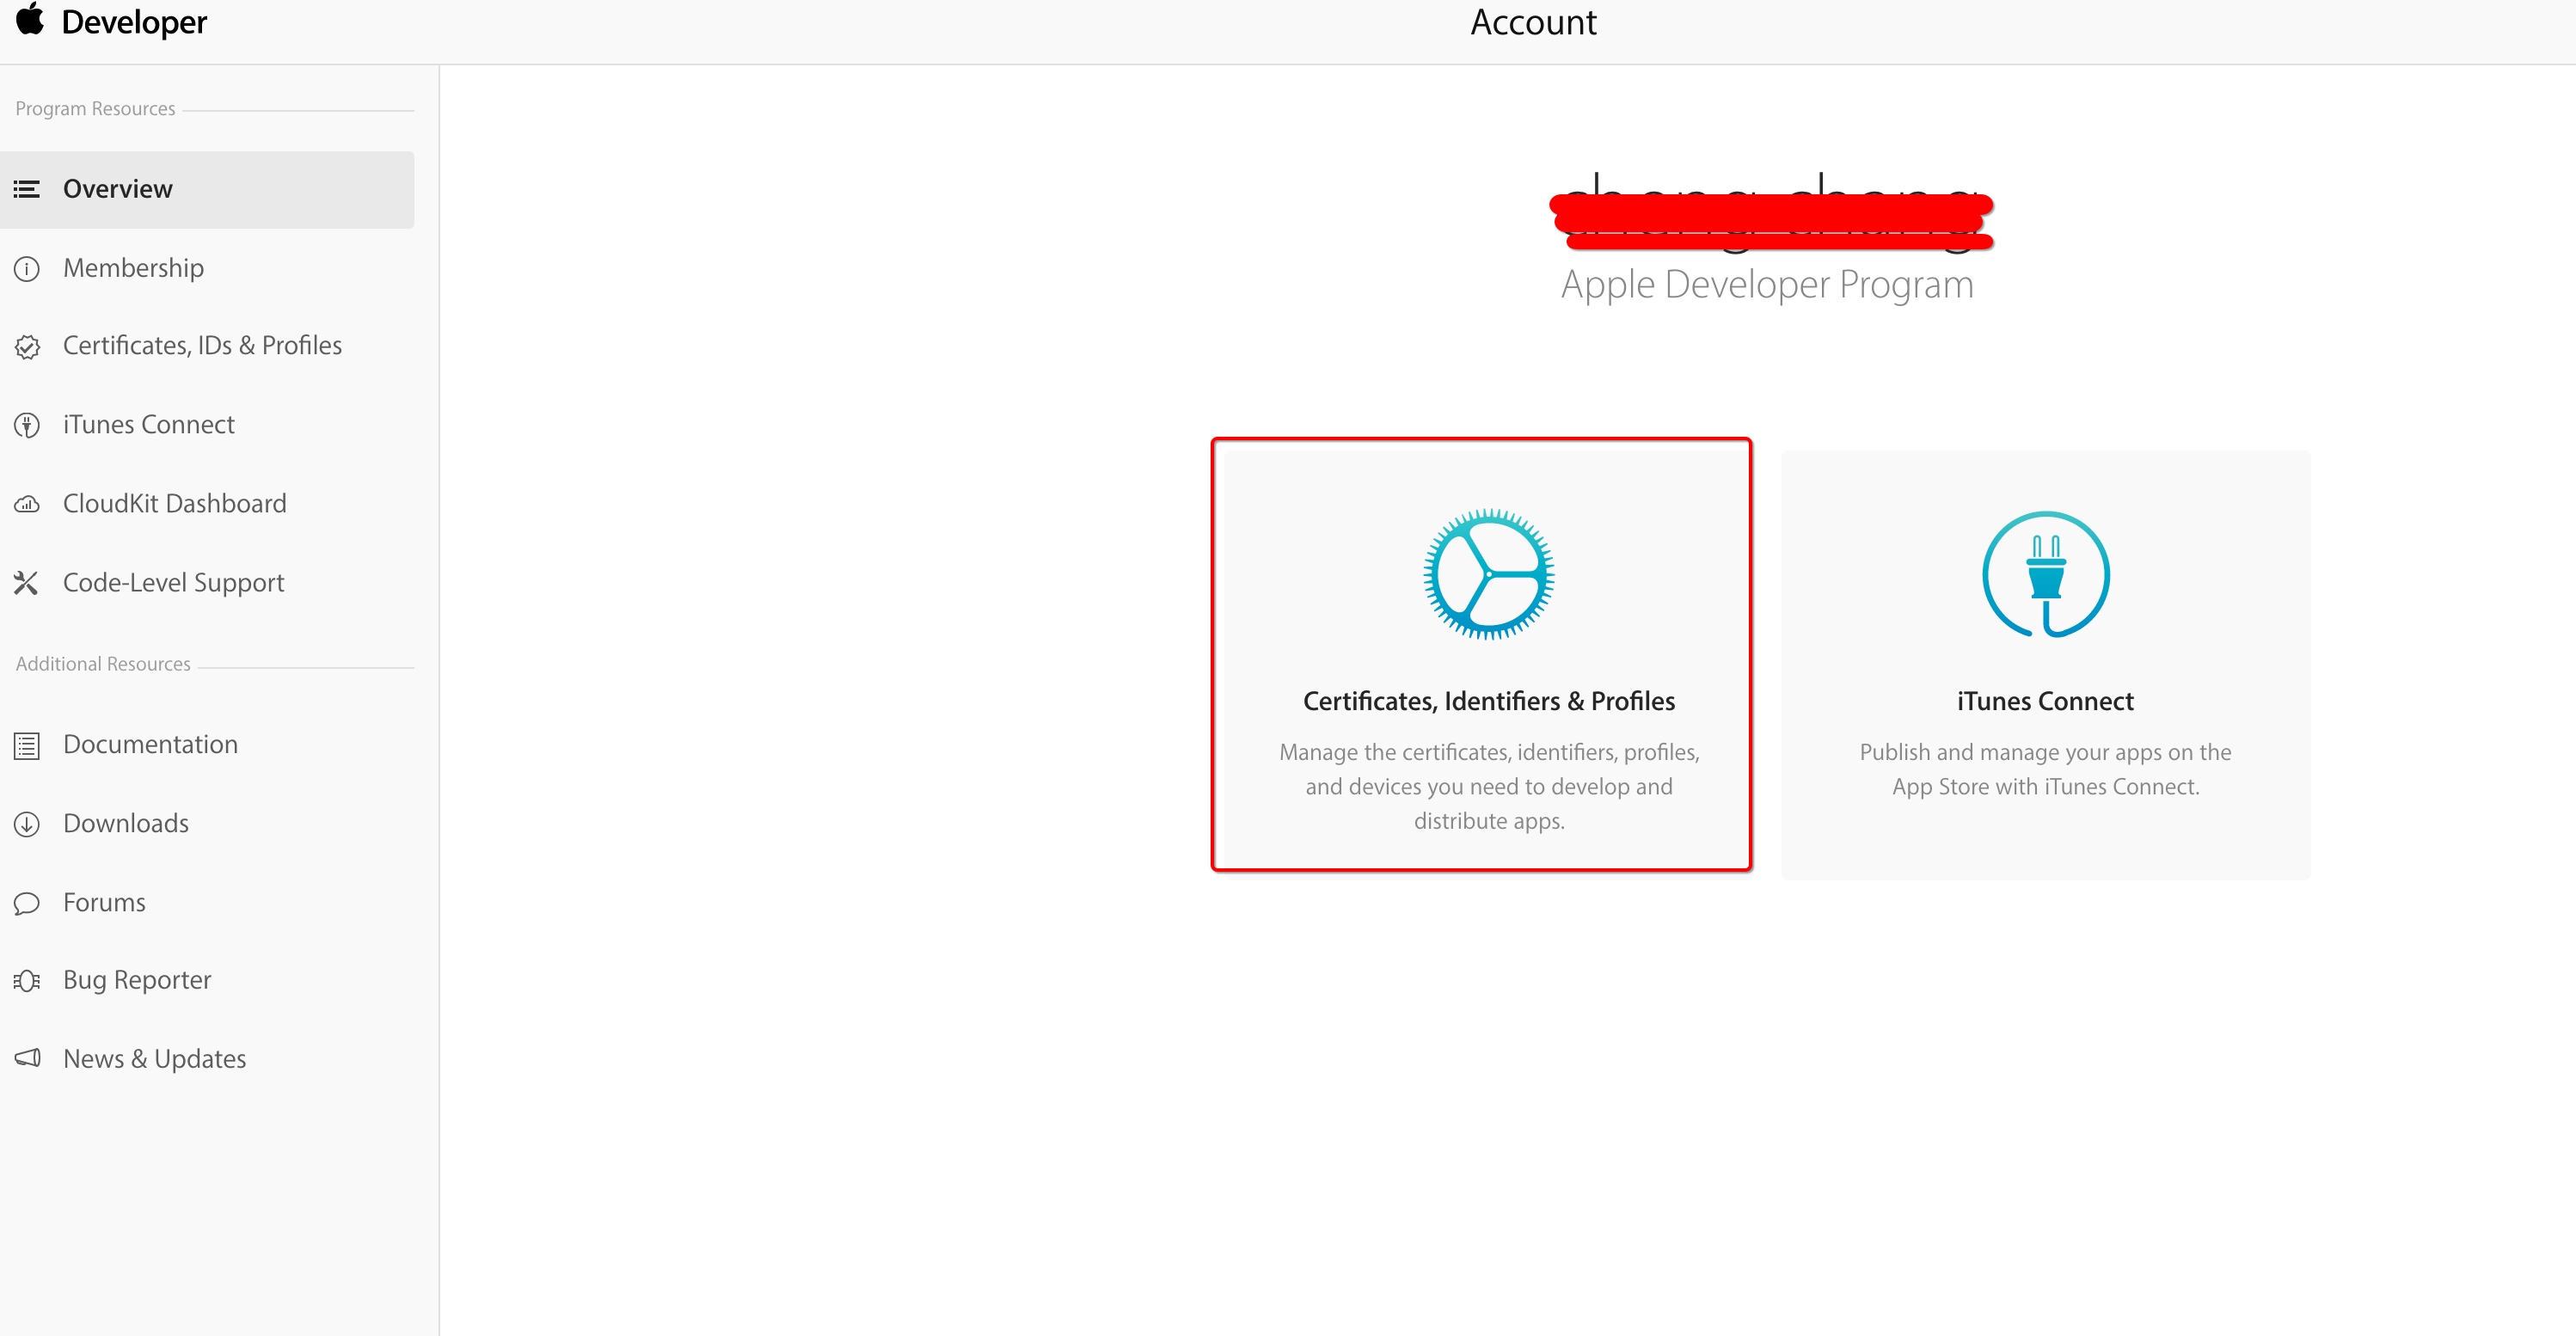 Developer
Account
Program Resources
Overview
Membership
Certificates, IDs & Profiles
iTunes Connect
CloudKit Dashboard
Code-Level Support
Additional Resources
Documentation
Downloads
Forums
Bug Reporter
News & Updates
Apple Developer Program
Certificates, Identifiers & Profiles
Manage the certificates, identifiers, profiles,
and devices you need to develop and
distribute apps.
iTunes Connect
Publish and manage your apps on the
App Store with iTunes Connect.